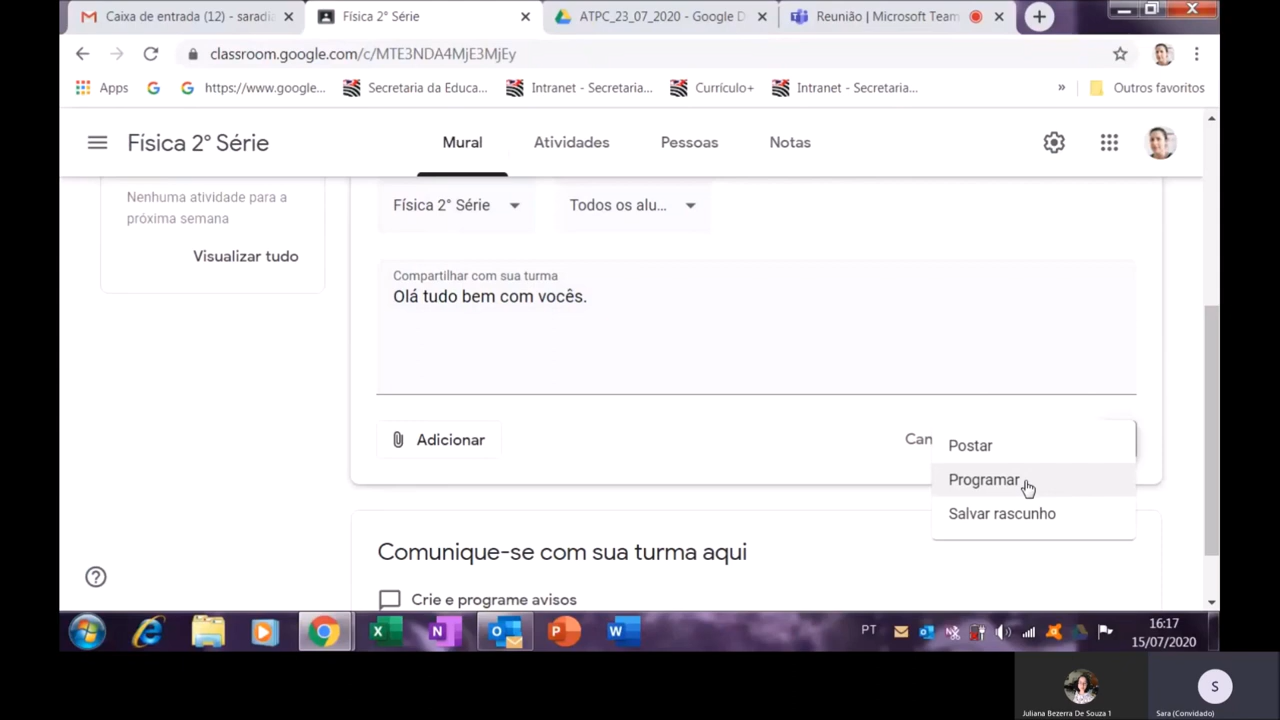 Caixa de entrada (12) - saradia
Física 2° Série
ATPC_23_07_2020 - Google D
Reunião | Microsoft Team
classroom.google.com/c/MTE3NDA4MjE3MjEy
Apps
https://www.google...
Secretaria da Educa...
Intranet - Secretaria...
Currículo+
Intranet - Secretaria...
»
Outros favoritos
Física 2° Série
Mural
Atividades
Pessoas
Notas
Nenhuma atividade para a
próxima semana
Visualizar tudo
Física 2° Série
Todos os alu...
Compartilhar com sua turma
Olá tudo bem com vocês.
Adicionar
Can
Postar
Programar
Salvar rascunho
Comunique-se com sua turma aqui
Crie e programe avisos
PT
16:17
15/07/2020
S
Juliana Bezerra De Souza 1
Sara (Convidado)